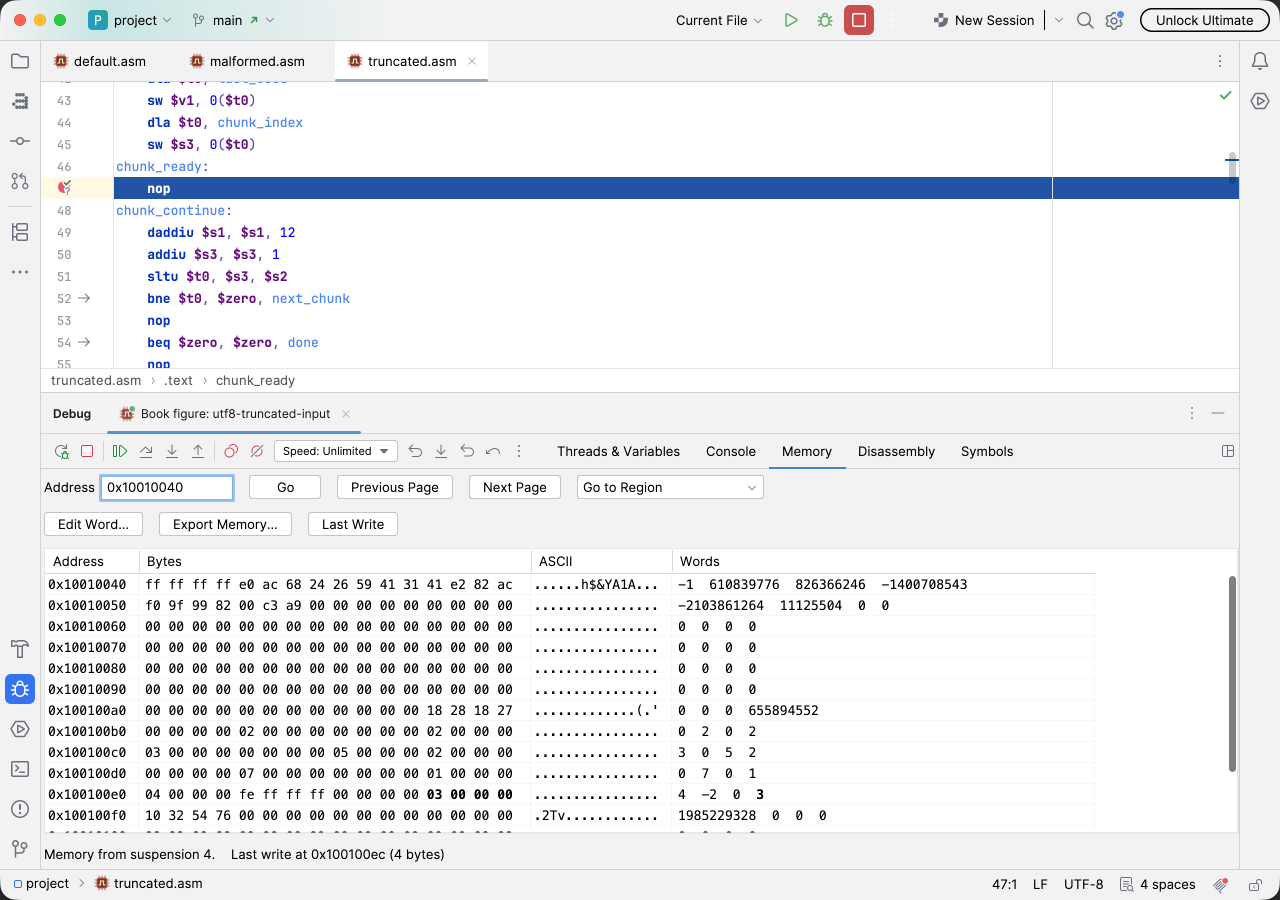 P project main Current File New Session Unlock Ultimate
default.asm malformed.asm truncated.asm
43 sw $v1, 0($t0)
44 dla $t0, chunk_index
45 sw $s3, 0($t0)
46 chunk_ready:
nop
48 chunk_continue:
49 daddiu $s1, $s1, 12
50 addiu $s3, $s3, 1
51 sltu $t0, $s3, $s2
52 bne $t0, $zero, next_chunk
53 nop
54 beq $zero, $zero, done
55 nop
truncated.asm › .text › chunk_ready
Debug Book figure: utf8-truncated-input
Speed: Unlimited Threads & Variables Console Memory Disassembly Symbols
Address 0x10010040 Go Previous Page Next Page Go to Region
Edit Word... Export Memory... Last Write
Address Bytes ASCII Words
0x10010040 ff ff ff ff e0 ac 68 24 26 59 41 31 41 e2 82 ac ......h$&YA1A... -1 610839776 826366246 -1400708543
0x10010050 f0 9f 99 82 00 c3 a9 00 00 00 00 00 00 00 00 00 ................ -2103861264 11125504 0 0
0x10010060 00 00 00 00 00 00 00 00 00 00 00 00 00 00 00 00 ................ 0 0 0 0
0x10010070 00 00 00 00 00 00 00 00 00 00 00 00 00 00 00 00 ................ 0 0 0 0
0x10010080 00 00 00 00 00 00 00 00 00 00 00 00 00 00 00 00 ................ 0 0 0 0
0x10010090 00 00 00 00 00 00 00 00 00 00 00 00 00 00 00 00 ................ 0 0 0 0
0x100100a0 00 00 00 00 00 00 00 00 00 00 00 00 18 28 18 27 .............(.' 0 0 0 655894552
0x100100b0 00 00 00 00 02 00 00 00 00 00 00 00 02 00 00 00 ................ 0 2 0 2
0x100100c0 03 00 00 00 00 00 00 00 05 00 00 00 02 00 00 00 ................ 3 0 5 2
0x100100d0 00 00 00 00 07 00 00 00 00 00 00 00 01 00 00 00 ................ 0 7 0 1
0x100100e0 04 00 00 00 fe ff ff ff 00 00 00 00 03 00 00 00 ................ 4 -2 0 3
0x100100f0 10 32 54 76 00 00 00 00 00 00 00 00 00 00 00 00 .2Tv............ 1985229328 0 0 0
Memory from suspension 4. Last write at 0x100100ec (4 bytes)
project › truncated.asm 47:1 LF UTF-8 4 spaces